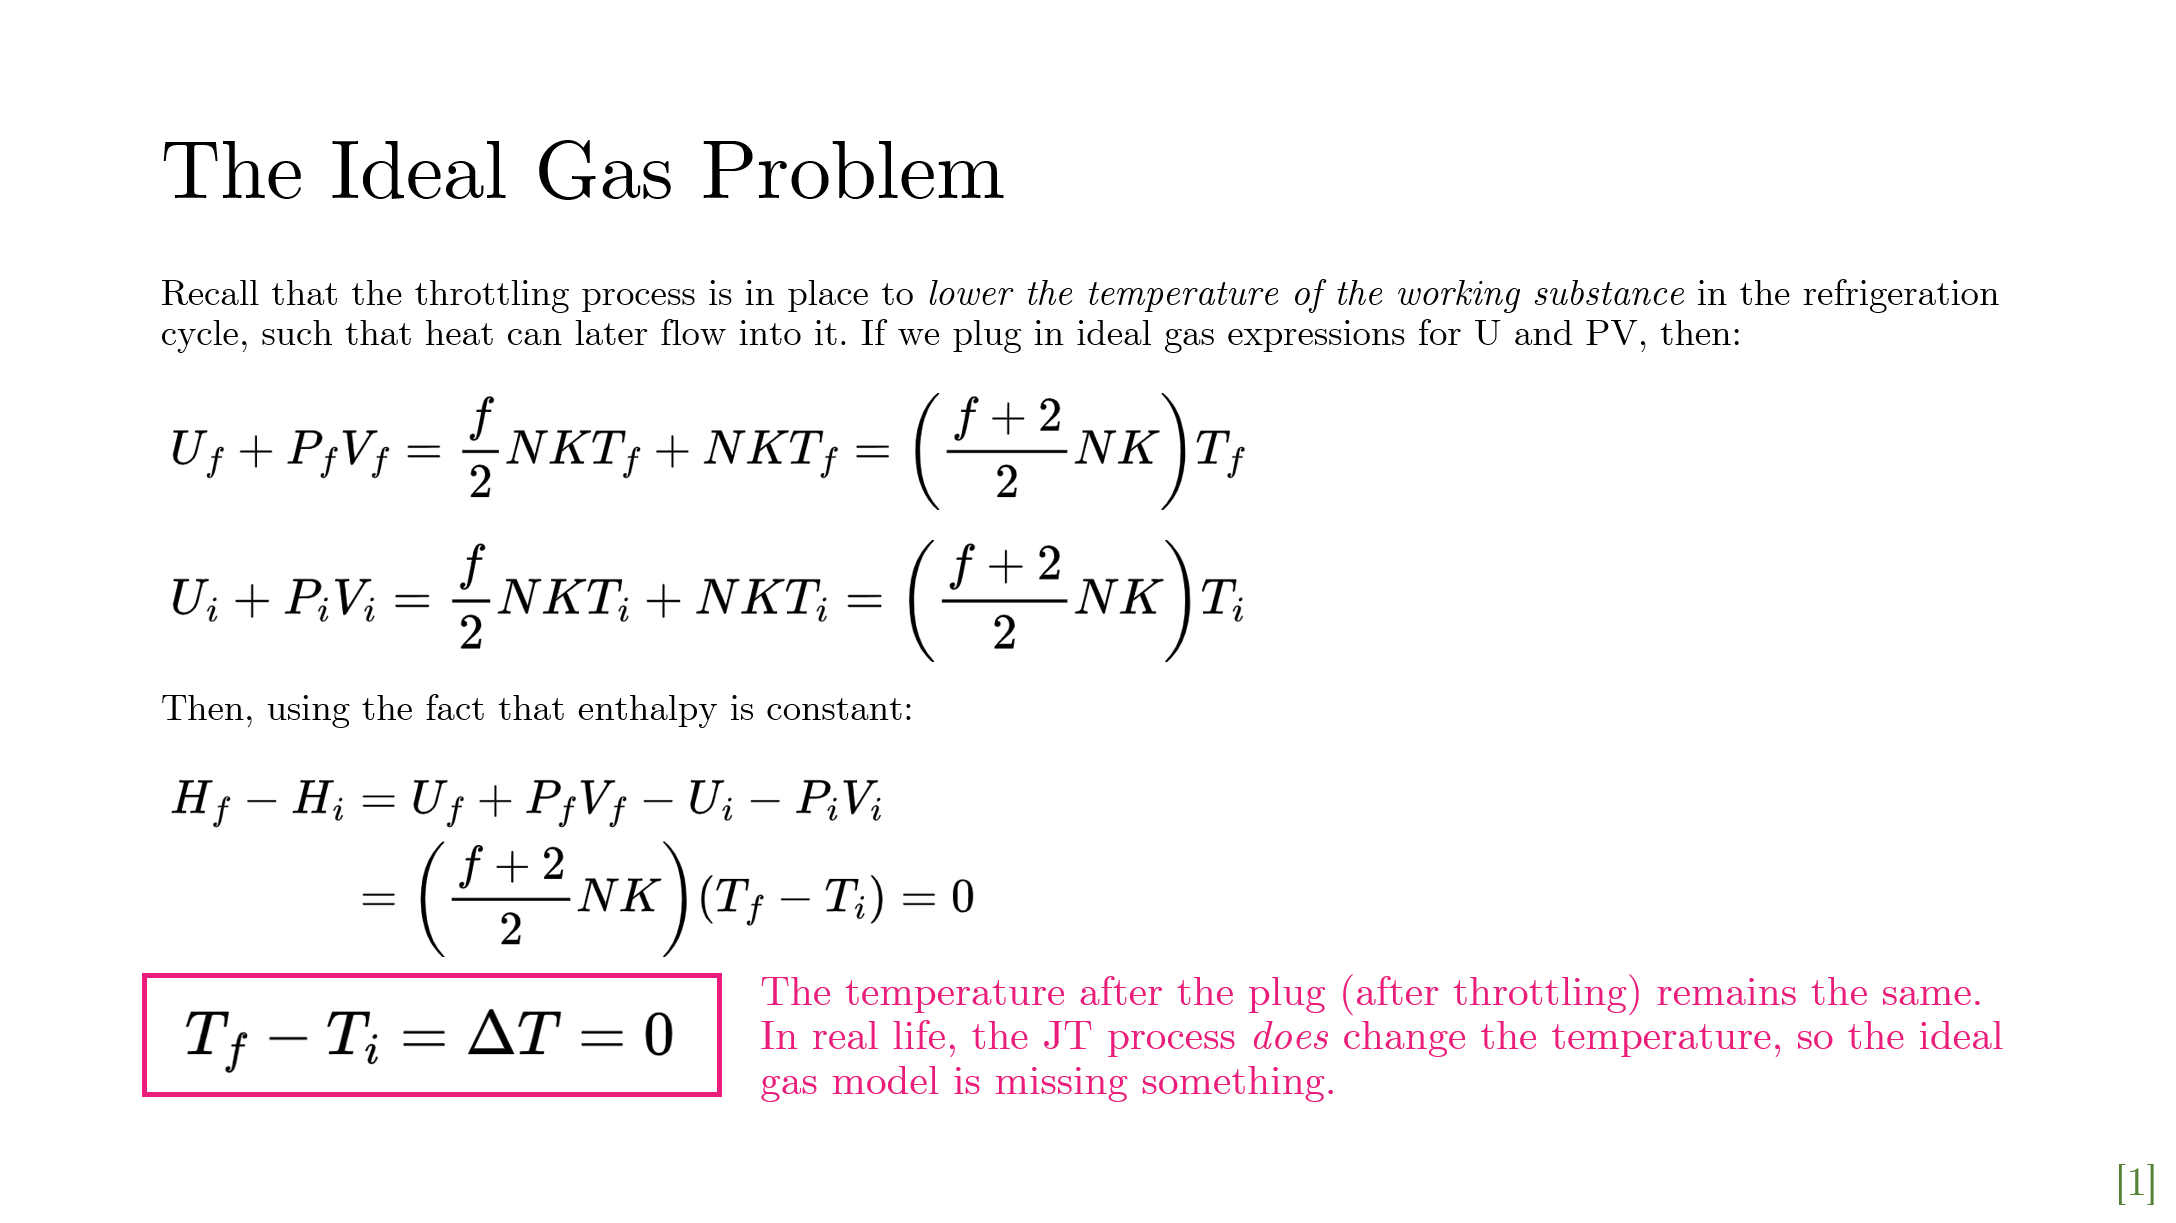 The Ideal Gas Problem
Recall that the throttling process is in place to lower the temperature of the working substance in the refrigeration
cycle, such that heat can later flow into it. If we plug in ideal gas expressions for U and PV, then:
$U_f + P_f V_f = \frac{f}{2} NKT_f + NKT_f = \left( \frac{f+2}{2} NK \right) T_f$
$U_i + P_i V_i = \frac{f}{2} NKT_i + NKT_i = \left( \frac{f+2}{2} NK \right) T_i$
Then, using the fact that enthalpy is constant:
$H_f - H_i = U_f + P_f V_f - U_i - P_i V_i$
$= \left( \frac{f+2}{2} NK \right) (T_f - T_i) = 0$
$T_f - T_i = \Delta T = 0$
The temperature after the plug (after throttling) remains the same.
In real life, the JT process does change the temperature, so the ideal
gas model is missing something.
[1]